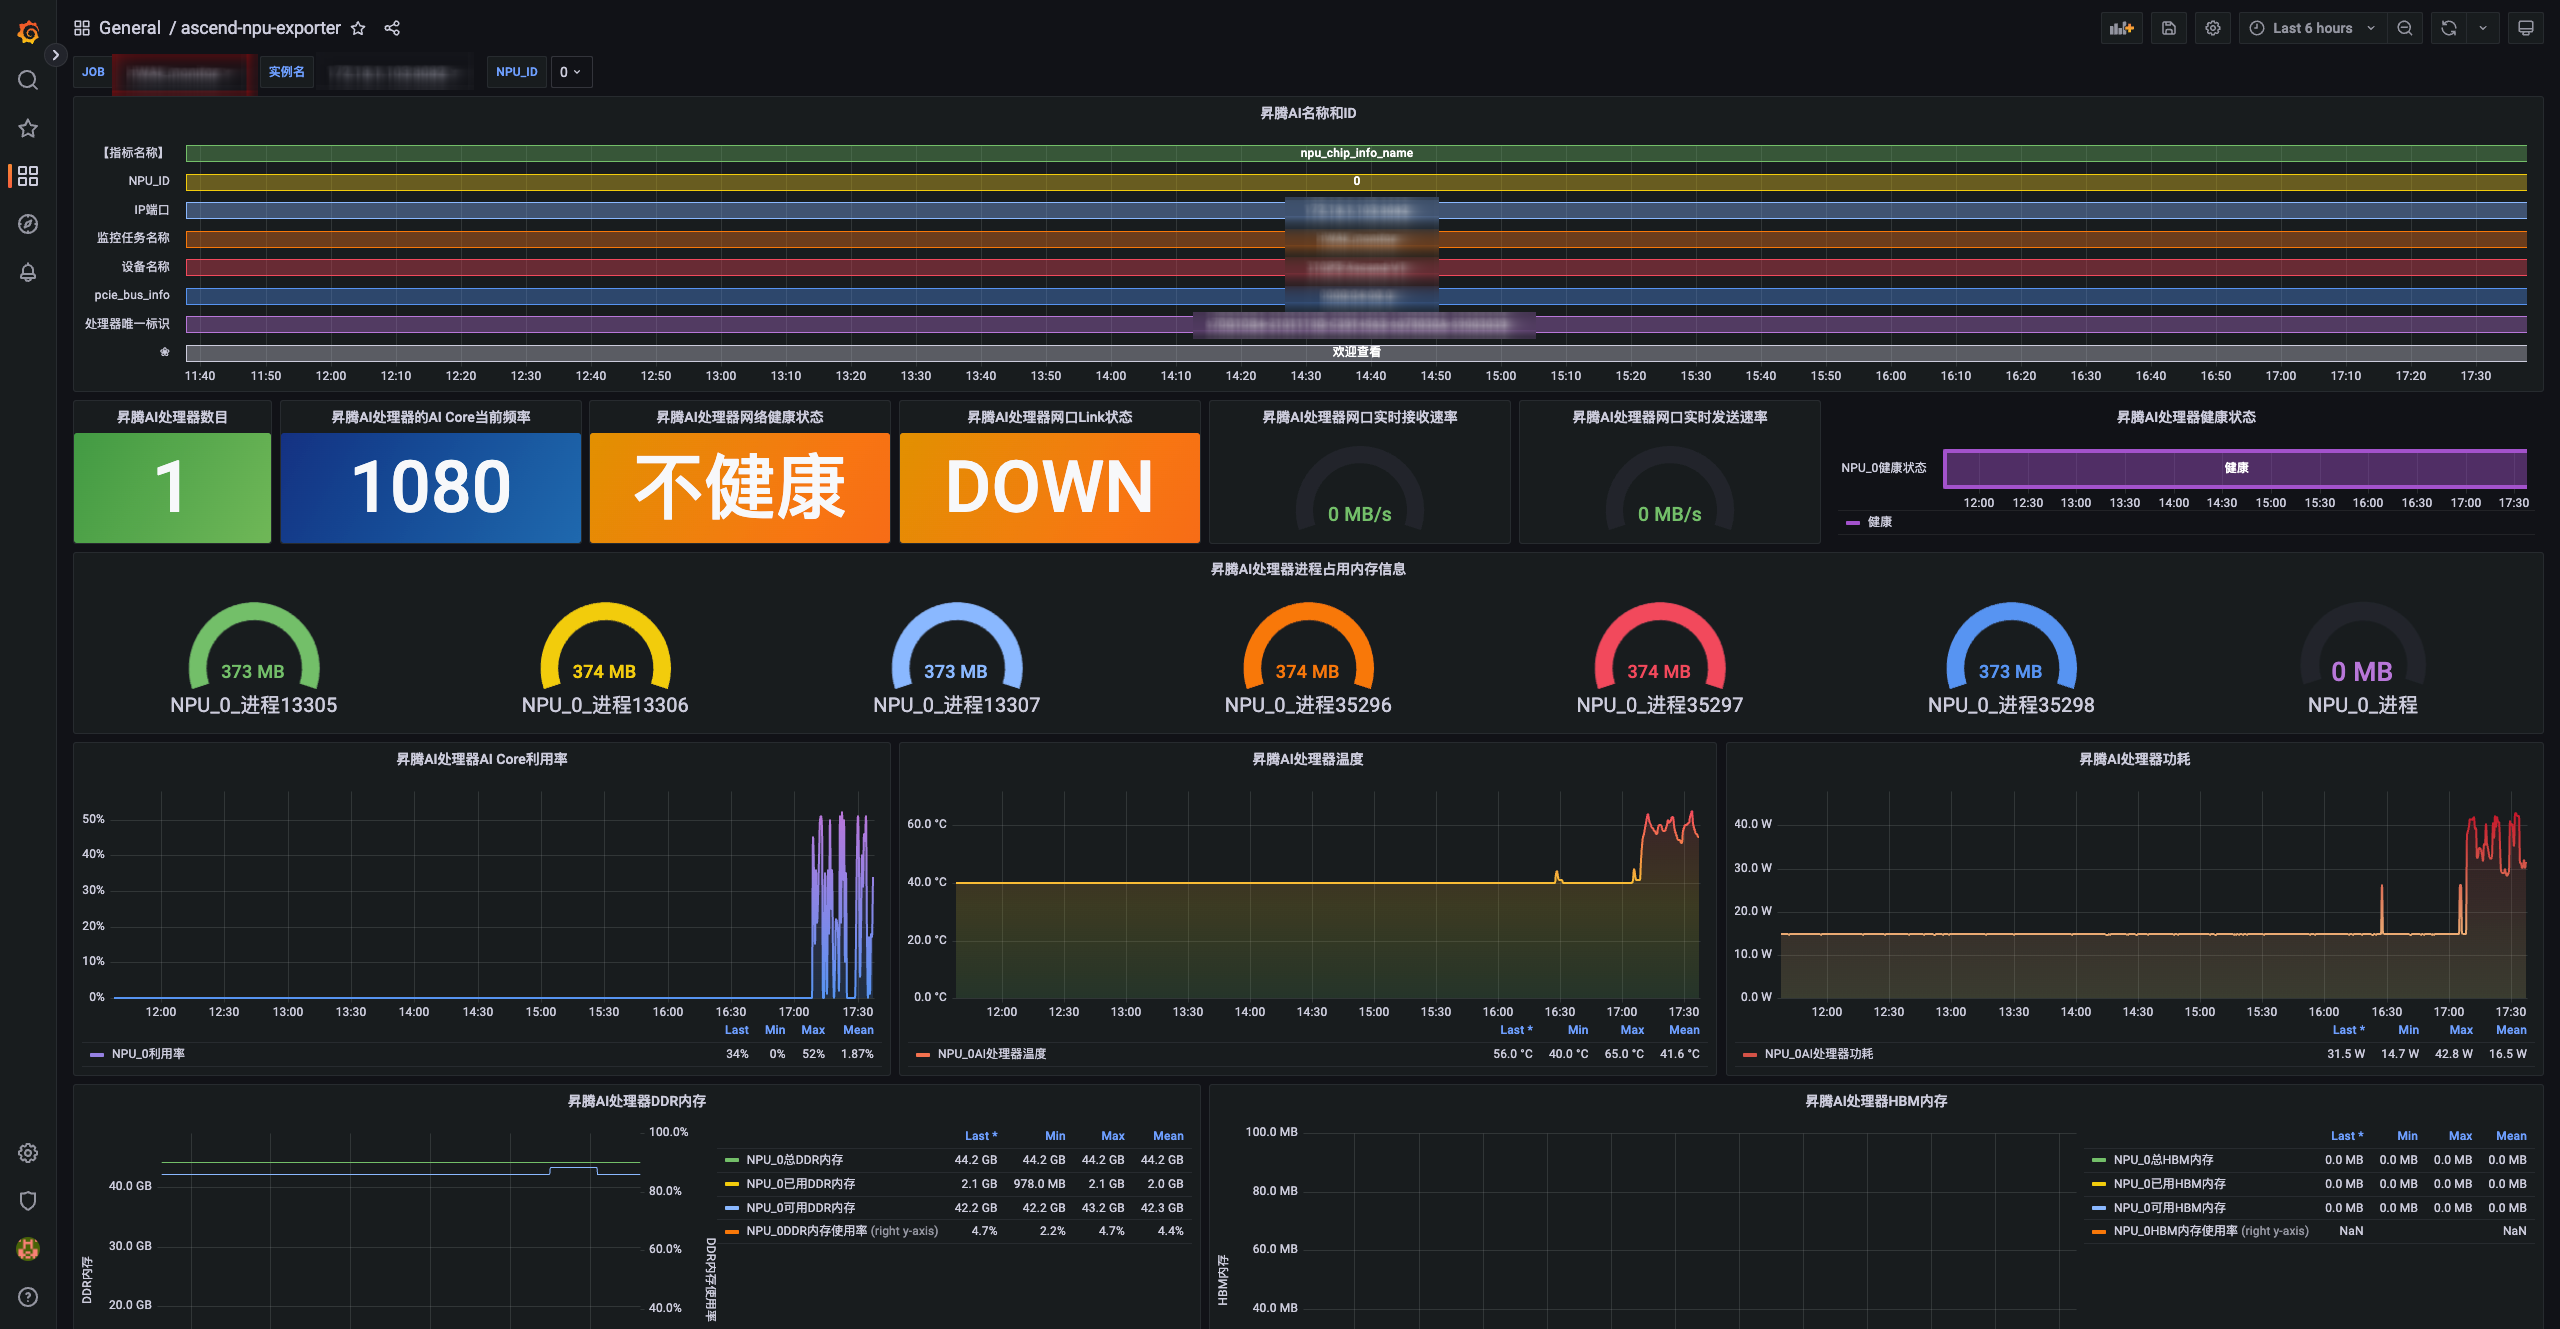 General / ascend-npu-exporter
Last 6 hours
JOB
实例名
NPU_ID
0
昇腾AI名称和ID
【指标名称】
npu_chip_info_name
NPU_ID
0
IP端口
监控任务名称
设备名称
pcie_bus_info
处理器唯一标识
❀
欢迎查看
11:40 11:50 12:00 12:10 12:20 12:30 12:40 12:50 13:00 13:10 13:20 13:30 13:40 13:50 14:00 14:10 14:20 14:30 14:40 14:50 15:00 15:10 15:20 15:30 15:40 15:50 16:00 16:10 16:20 16:30 16:40 16:50 17:00 17:10 17:20 17:30
昇腾AI处理器数目
1
昇腾AI处理器的AI Core当前频率
1080
昇腾AI处理器网络健康状态
不健康
昇腾AI处理器网口Link状态
DOWN
昇腾AI处理器网口实时接收速率
0 MB/s
昇腾AI处理器网口实时发送速率
0 MB/s
昇腾AI处理器健康状态
NPU_0健康状态
健康
12:00 12:30 13:00 13:30 14:00 14:30 15:00 15:30 16:00 16:30 17:00 17:30
健康
昇腾AI处理器进程占用内存信息
373 MB
NPU_0_进程13305
374 MB
NPU_0_进程13306
373 MB
NPU_0_进程13307
374 MB
NPU_0_进程35296
374 MB
NPU_0_进程35297
373 MB
NPU_0_进程35298
0 MB
NPU_0_进程
昇腾AI处理器AI Core利用率
50%
40%
30%
20%
10%
0%
12:00 12:30 13:00 13:30 14:00 14:30 15:00 15:30 16:00 16:30 17:00 17:30
Last Min Max Mean
NPU_0利用率 34% 0% 52% 1.87%
昇腾AI处理器温度
60.0 °C
40.0 °C
20.0 °C
0.0 °C
12:00 12:30 13:00 13:30 14:00 14:30 15:00 15:30 16:00 16:30 17:00 17:30
Last * Min Max Mean
NPU_0AI处理器温度 56.0 °C 40.0 °C 65.0 °C 41.6 °C
昇腾AI处理器功耗
40.0 W
30.0 W
20.0 W
10.0 W
0.0 W
12:00 12:30 13:00 13:30 14:00 14:30 15:00 15:30 16:00 16:30 17:00 17:30
Last * Min Max Mean
NPU_0AI处理器功耗 31.5 W 14.7 W 42.8 W 16.5 W
昇腾AI处理器DDR内存
40.0 GB
30.0 GB
20.0 GB
DDR内存
100.0%
80.0%
60.0%
40.0%
DDR内存使用率
Last * Min Max Mean
NPU_0总DDR内存 44.2 GB 44.2 GB 44.2 GB 44.2 GB
NPU_0已用DDR内存 2.1 GB 978.0 MB 2.1 GB 2.0 GB
NPU_0可用DDR内存 42.2 GB 42.2 GB 43.2 GB 42.3 GB
NPU_0DDR内存使用率 (right y-axis) 4.7% 2.2% 4.7% 4.4%
昇腾AI处理器HBM内存
100.0 MB
80.0 MB
60.0 MB
40.0 MB
HBM内存
Last * Min Max Mean
NPU_0总HBM内存 0.0 MB 0.0 MB 0.0 MB 0.0 MB
NPU_0已用HBM内存 0.0 MB 0.0 MB 0.0 MB 0.0 MB
NPU_0可用HBM内存 0.0 MB 0.0 MB 0.0 MB 0.0 MB
NPU_0HBM内存使用率 (right y-axis) NaN NaN